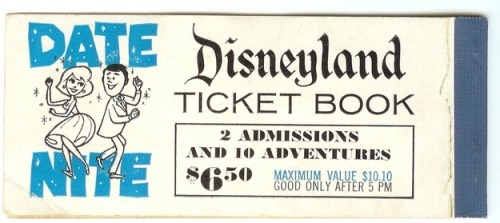 DATE
NITE
Disneyland
TICKET BOOK
2 ADMISSIONS
AND 10 ADVENTURES
$6.50
MAXIMUM VALUE $10.10
GOOD ONLY AFTER 5 PM